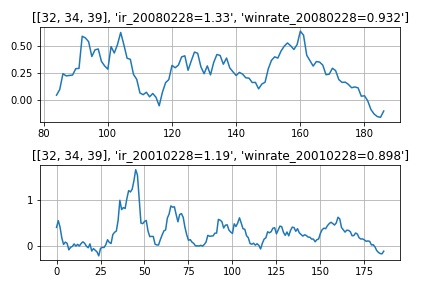 [[32, 34, 39], 'ir_20080228=1.33', 'winrate_20080228=0.932']
0.50
0.25
0.00
80 100 120 140 160 180
[[32, 34, 39], 'ir_20010228=1.19', 'winrate_20010228=0.898']
1
0
0 25 50 75 100 125 150 175